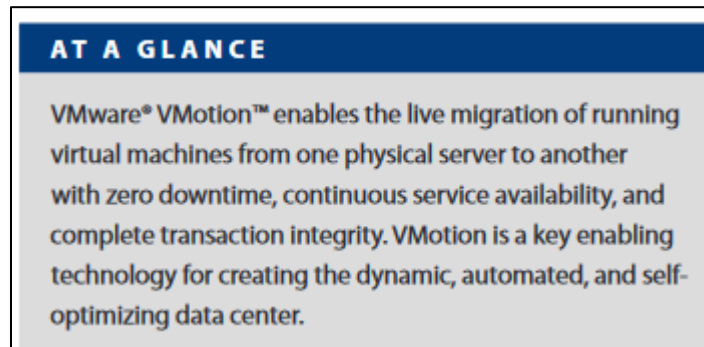 AT A GLANCE
VMware® VMotion™ enables the live migration of running
virtual machines from one physical server to another
with zero downtime, continuous service availability, and
complete transaction integrity. VMotion is a key enabling
technology for creating the dynamic, automated, and self-
optimizing data center.